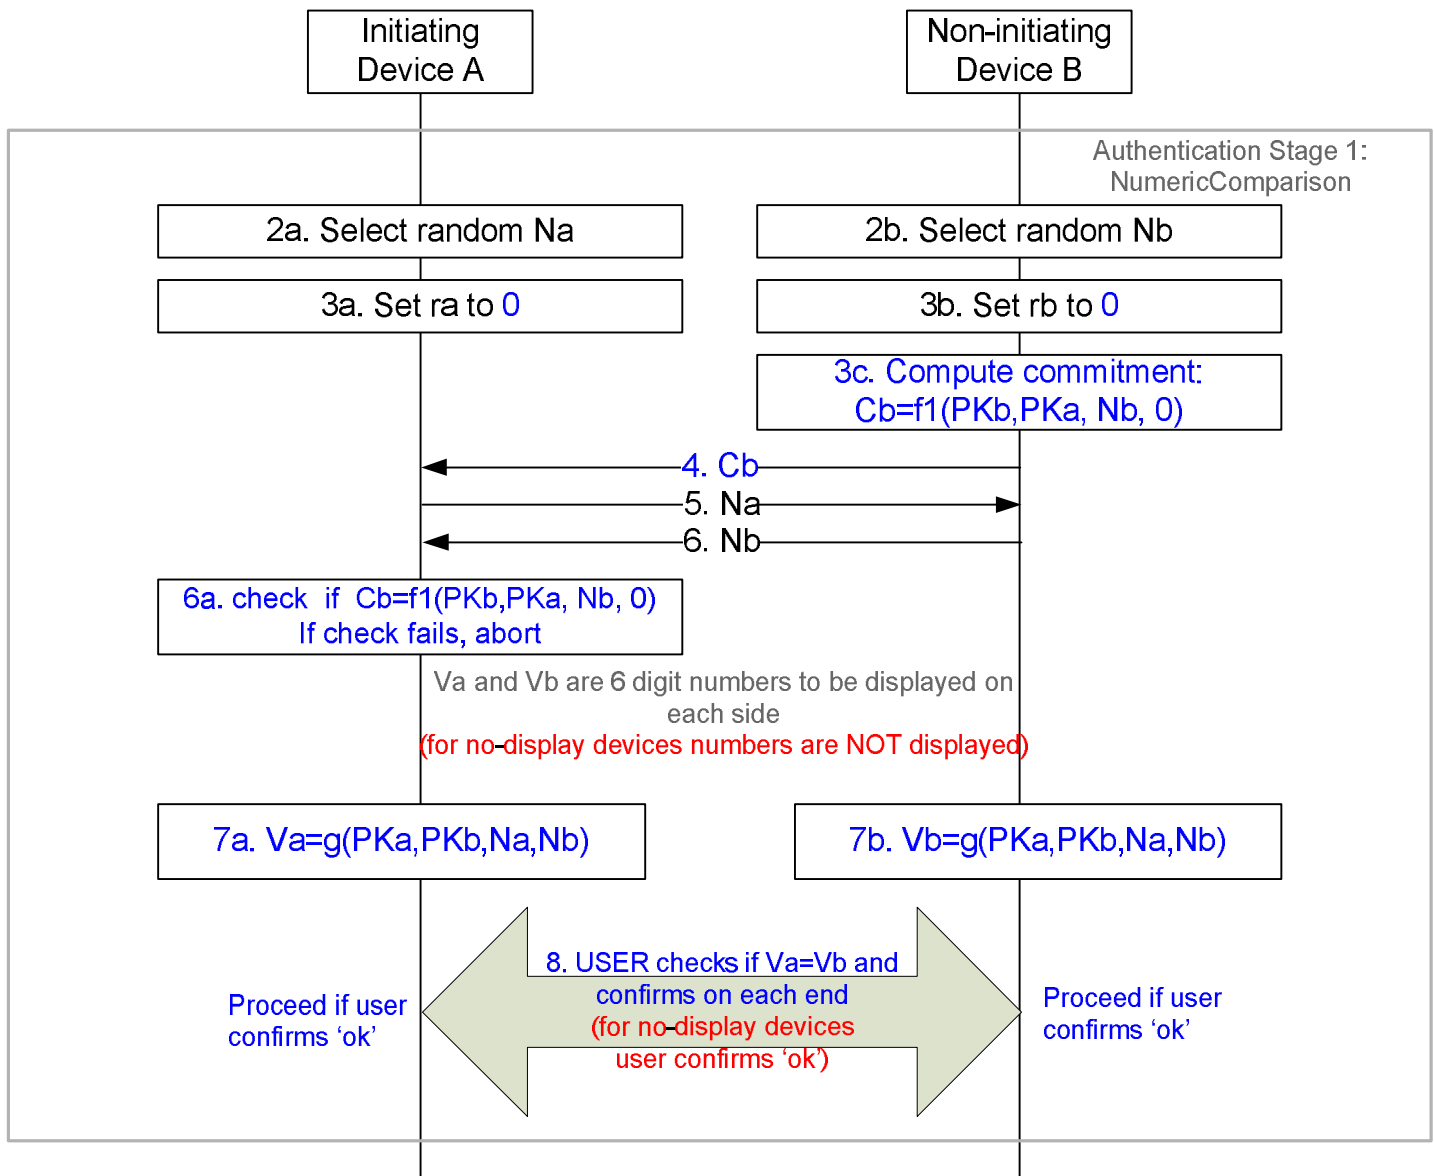 Initiating
Device A
Non-initiating
Device B
Authentication Stage 1:
NumericComparison
2a. Select random Na
2b. Select random Nb
3a. Set ra to 0
3b. Set rb to 0
3c. Compute commitment:
Cb=f1(PKb,PKa, Nb, 0)
4. Cb
5. Na
6. Nb
6a. check if Cb=f1(PKb,PKa, Nb, 0)
If check fails, abort
Va and Vb are 6 digit numbers to be displayed on
each side
(for no-display devices numbers are NOT displayed)
7a. Va=g(PKa,PKb,Na,Nb)
7b. Vb=g(PKa,PKb,Na,Nb)
8. USER checks if Va=Vb and
confirms on each end
(for no-display devices
user confirms ‘ok’)
Proceed if user
confirms ‘ok’
Proceed if user
confirms ‘ok’